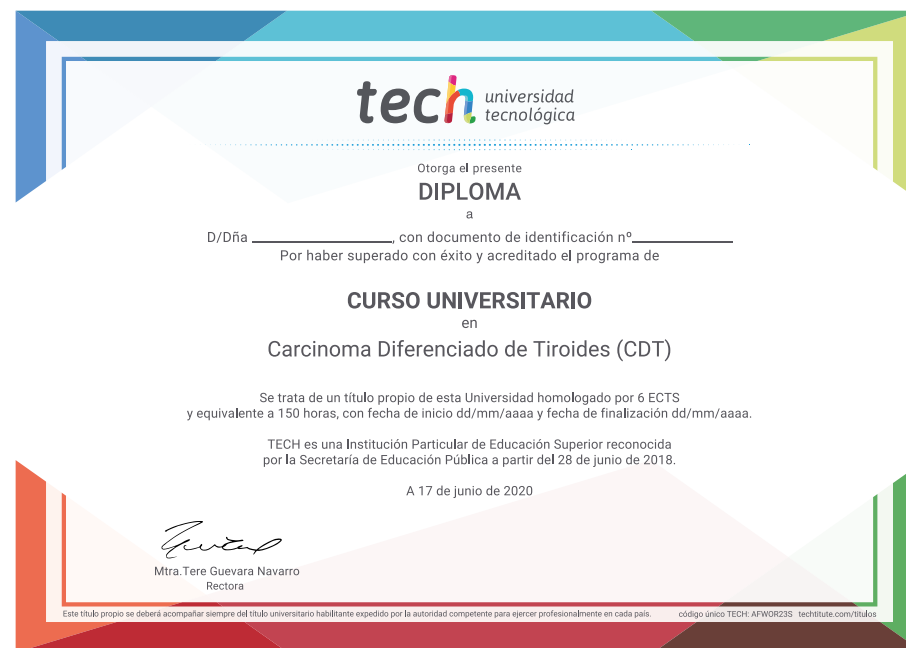 tech universidad
tecnológica
Otorga el presente
DIPLOMA
a
D/Dña ____________________, con documento de identificación nº______________
Por haber superado con éxito y acreditado el programa de
CURSO UNIVERSITARIO
en
Carcinoma Diferenciado de Tiroides (CDT)
Se trata de un título propio de esta Universidad homologado por 6 ECTS
y equivalente a 150 horas, con fecha de inicio dd/mm/aaaa y fecha de finalización dd/mm/aaaa.
TECH es una Institución Particular de Educación Superior reconocida
por la Secretaría de Educación Pública a partir del 28 de junio de 2018.
A 17 de junio de 2020
Mtra.Tere Guevara Navarro
Rectora
Este título propio se deberá acompañar siempre del título universitario habilitante expedido por la autoridad competente para ejercer profesionalmente en cada país. código único TECH: AFWOR23S techtitute.com/titulos